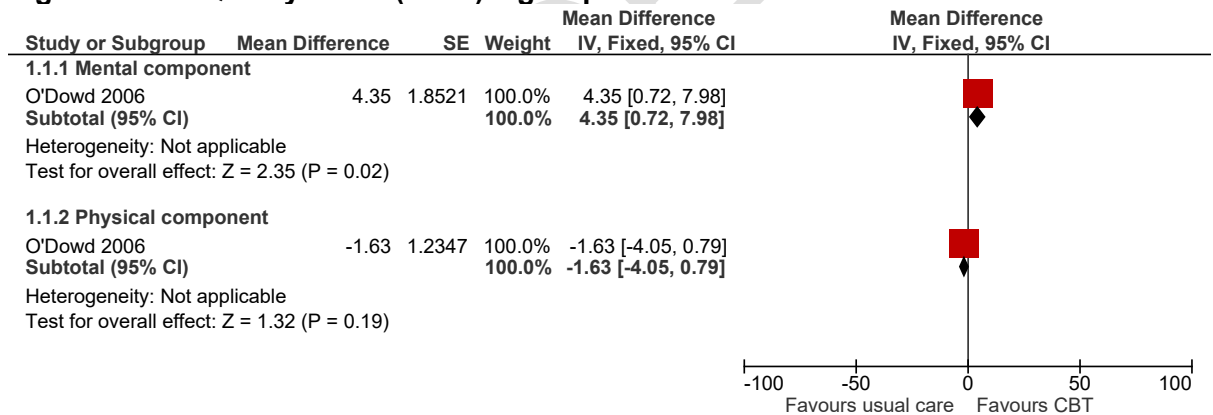 Mean Difference Mean Difference
Study or Subgroup Mean Difference SE Weight IV, Fixed, 95% CI IV, Fixed, 95% CI
1.1.1 Mental component
O'Dowd 2006 4.35 1.8521 100.0% 4.35 [0.72, 7.98]
Subtotal (95% CI) 100.0% 4.35 [0.72, 7.98]
Heterogeneity: Not applicable
Test for overall effect: Z = 2.35 (P = 0.02)
1.1.2 Physical component
O'Dowd 2006 -1.63 1.2347 100.0% -1.63 [-4.05, 0.79]
Subtotal (95% CI) 100.0% -1.63 [-4.05, 0.79]
Heterogeneity: Not applicable
Test for overall effect: Z = 1.32 (P = 0.19)
-100 -50 0 50 100
Favours usual care Favours CBT